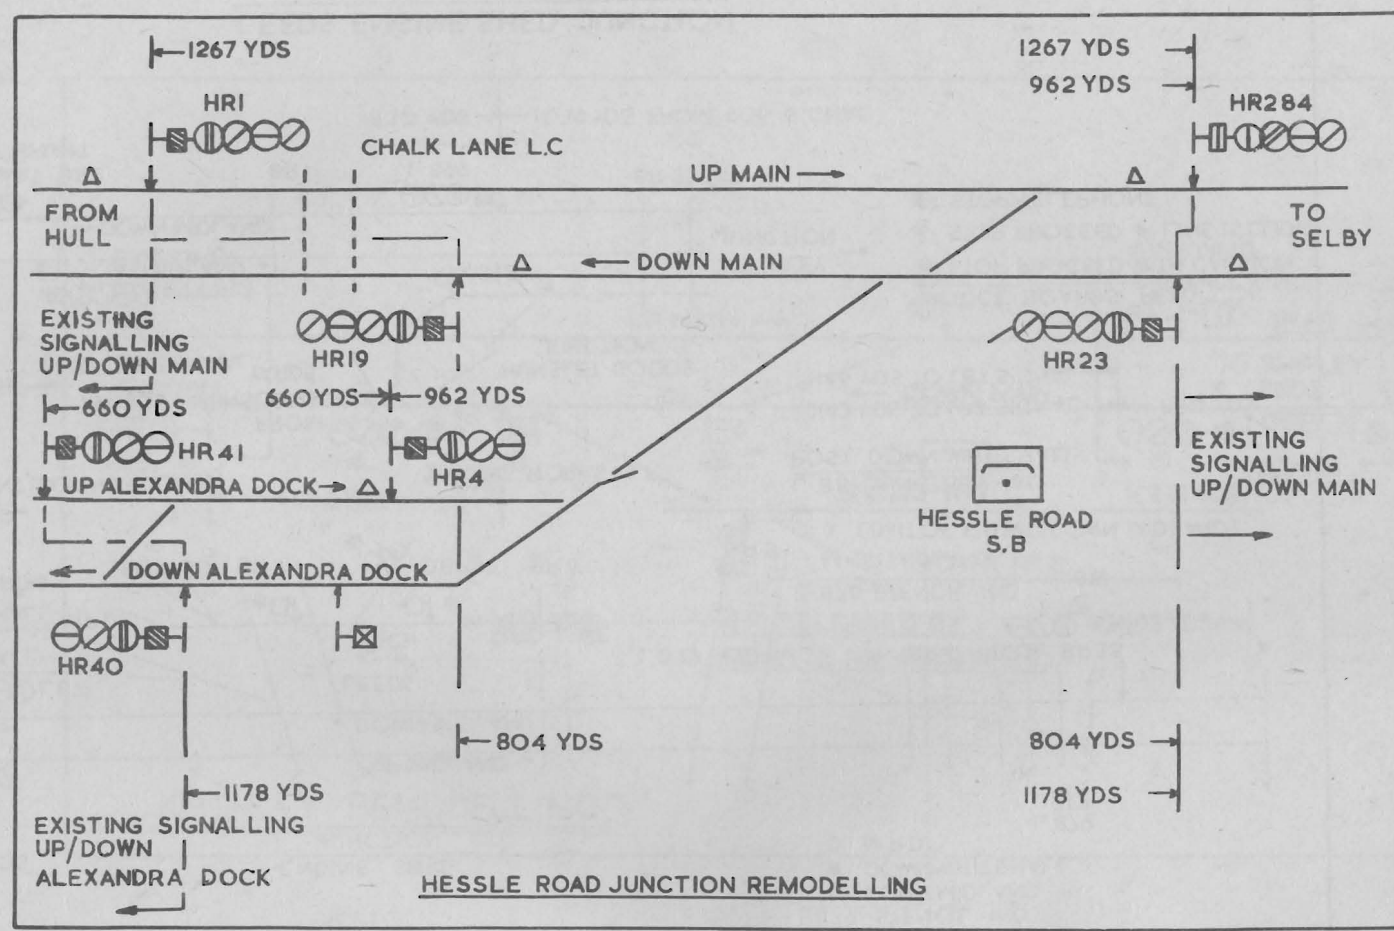 1267 YDS
1267 YDS
962 YDS
HR1
HR284
CHALK LANE L.C
UP MAIN
FROM
HULL
TO
SELBY
DOWN MAIN
EXISTING
SIGNALLING
UP/DOWN MAIN
HR19
HR23
660 YDS
660 YDS
962 YDS
HR41
HR4
EXISTING
SIGNALLING
UP/DOWN MAIN
UP ALEXANDRA DOCK
HESSLE ROAD
S.B
DOWN ALEXANDRA DOCK
HR40
804 YDS
804 YDS
1178 YDS
1178 YDS
EXISTING SIGNALLING
UP/DOWN
ALEXANDRA DOCK
HESSLE ROAD JUNCTION REMODELLING